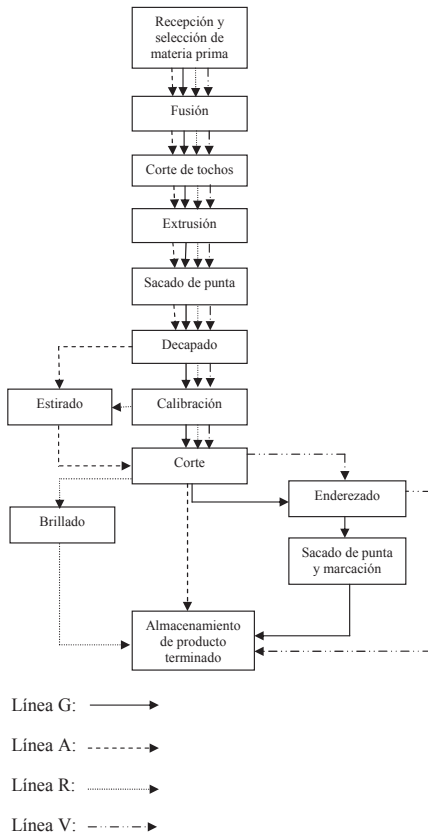 Recepción y
selección de
materia prima
Fusión
Corte de tochos
Extrusión
Sacado de punta
Decapado
Estirado
Calibración
Corte
Enderezado
Brillado
Sacado de punta
y marcación
Almacenamiento
de producto
terminado
Línea G:
Línea A:
Línea R:
Línea V: